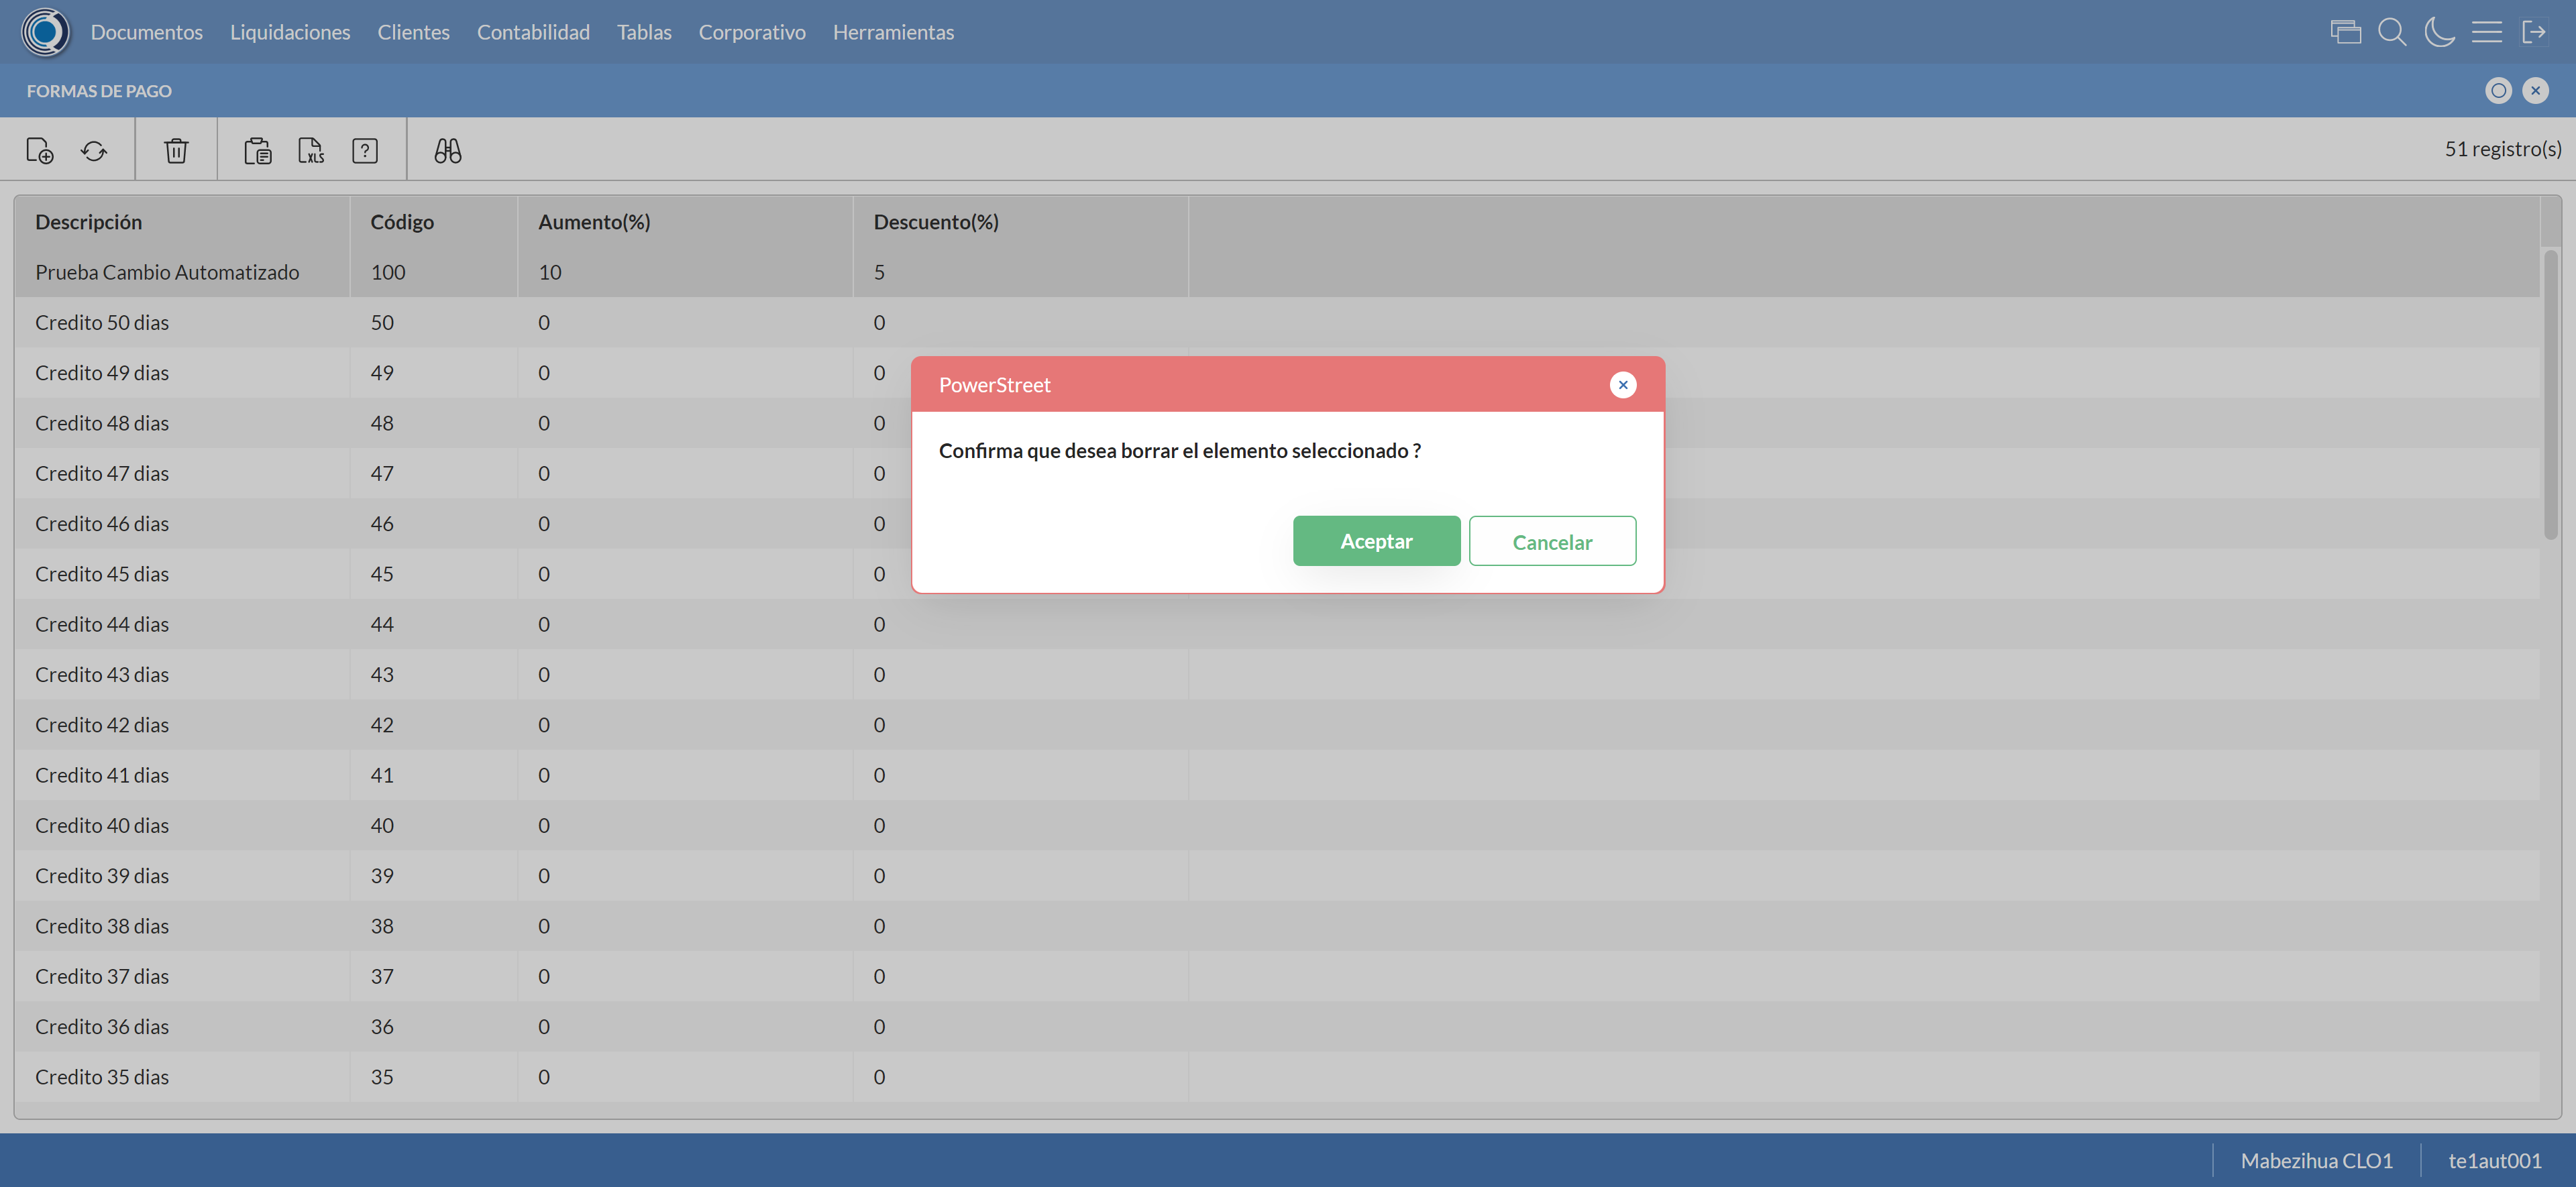 Documentos Liquidaciones Clientes Contabilidad Tablas Corporativo Herramientas
FORMAS DE PAGO
XLS ? 51 registro(s)
Descripción Código Aumento(%) Descuento(%)
Prueba Cambio Automatizado 100 10 5
Credito 50 dias 50 0 0
Credito 49 dias 49 0 0
Credito 48 dias 48 0 0
Credito 47 dias 47 0 0
Credito 46 dias 46 0 0
Credito 45 dias 45 0 0
Credito 44 dias 44 0 0
Credito 43 dias 43 0 0
Credito 42 dias 42 0 0
Credito 41 dias 41 0 0
Credito 40 dias 40 0 0
Credito 39 dias 39 0 0
Credito 38 dias 38 0 0
Credito 37 dias 37 0 0
Credito 36 dias 36 0 0
Credito 35 dias 35 0 0
PowerStreet
Confirma que desea borrar el elemento seleccionado ?
Aceptar Cancelar
Mabezihua CLO1 te1aut001